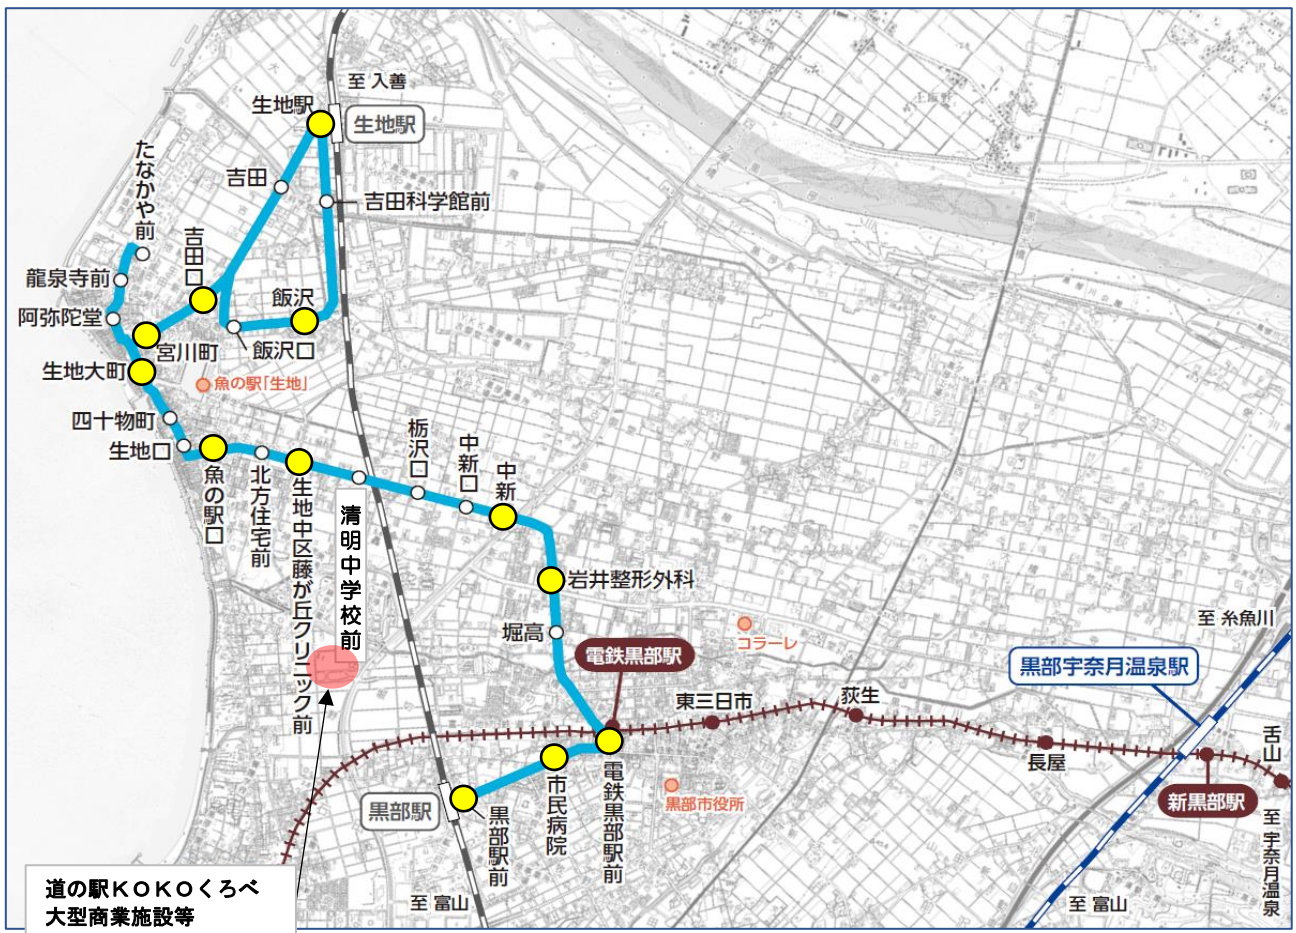 至 入善
生地駅
生地駅
たなかや前
吉田
吉田科学館前
吉田口
龍泉寺前
飯沢
阿弥陀堂
宮川町
飯沢口
生地大町
魚の駅「生地」
四十物町
生地口
魚の駅口
北方住宅前
生地中区藤が丘クリニック前
清明中学校前
栃沢口
中新口
中新
岩井整形外科
堀高
コラーレ
至 糸魚川
電鉄黒部駅
黒部宇奈月温泉駅
東三日市
荻生
長屋
舌山
新黒部駅
黒部駅
黒部駅前
市民病院
電鉄黒部駅前
黒部市役所
至 宇奈月温泉
至 富山
至 富山
道の駅KOKOくろべ
大型商業施設等